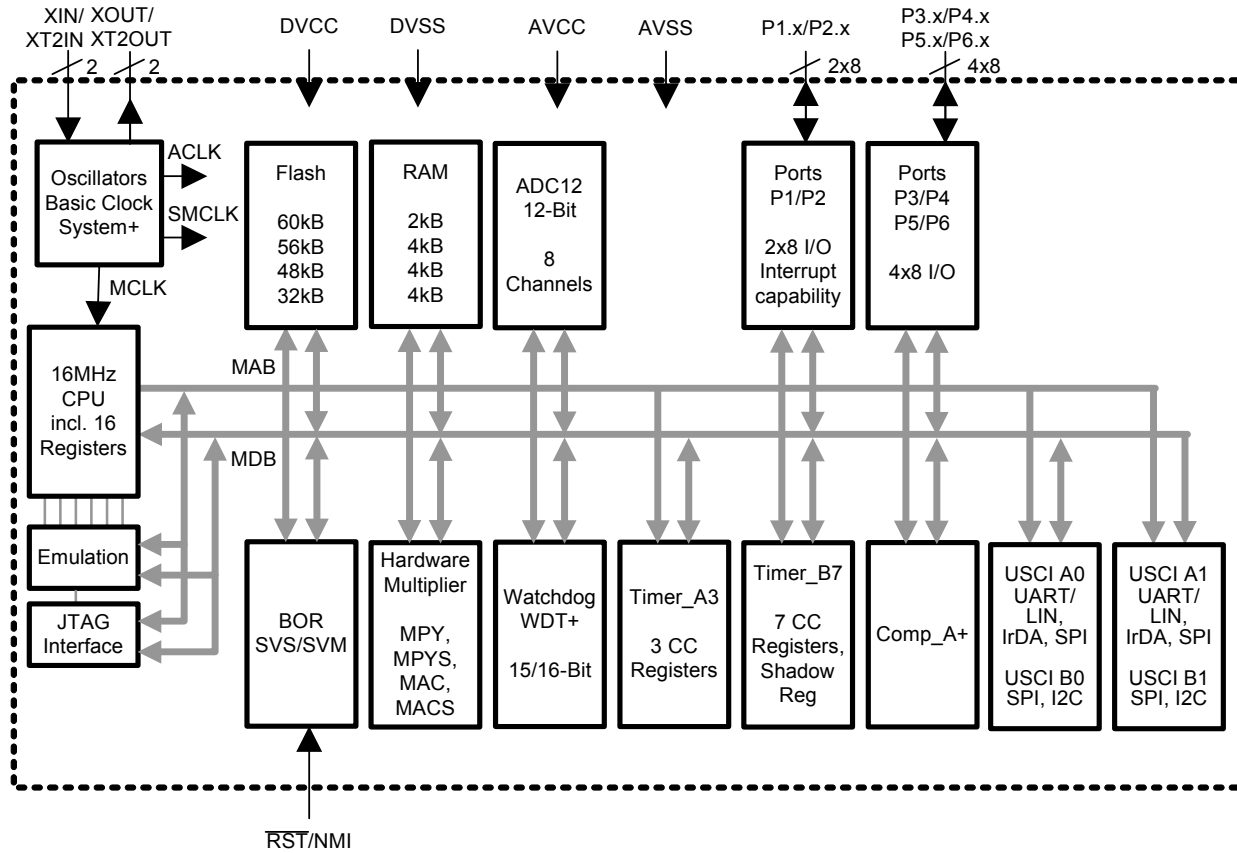 XIN/
XT2IN
XOUT/
XT2OUT
2
2
DVCC
DVSS
AVCC
AVSS
P1.x/P2.x
2x8
P3.x/P4.x
P5.x/P6.x
4x8
Oscillators
Basic Clock
System+
ACLK
SMCLK
MCLK
Flash
60kB
56kB
48kB
32kB
RAM
2kB
4kB
4kB
4kB
ADC12
12-Bit
8
Channels
Ports
P1/P2
2x8 I/O
Interrupt
capability
Ports
P3/P4
P5/P6
4x8 I/O
16MHz
CPU
incl. 16
Registers
MAB
MDB
Emulation
JTAG
Interface
BOR
SVS/SVM
Hardware
Multiplier
MPY,
MPYS,
MAC,
MACS
Watchdog
WDT+
15/16-Bit
Timer_A3
3 CC
Registers
Timer_B7
7 CC
Registers,
Shadow
Reg
Comp_A+
USCI A0
UART/
LIN,
IrDA, SPI
USCI B0
SPI, I2C
USCI A1
UART/
LIN,
IrDA, SPI
USCI B1
SPI, I2C
RST/NMI